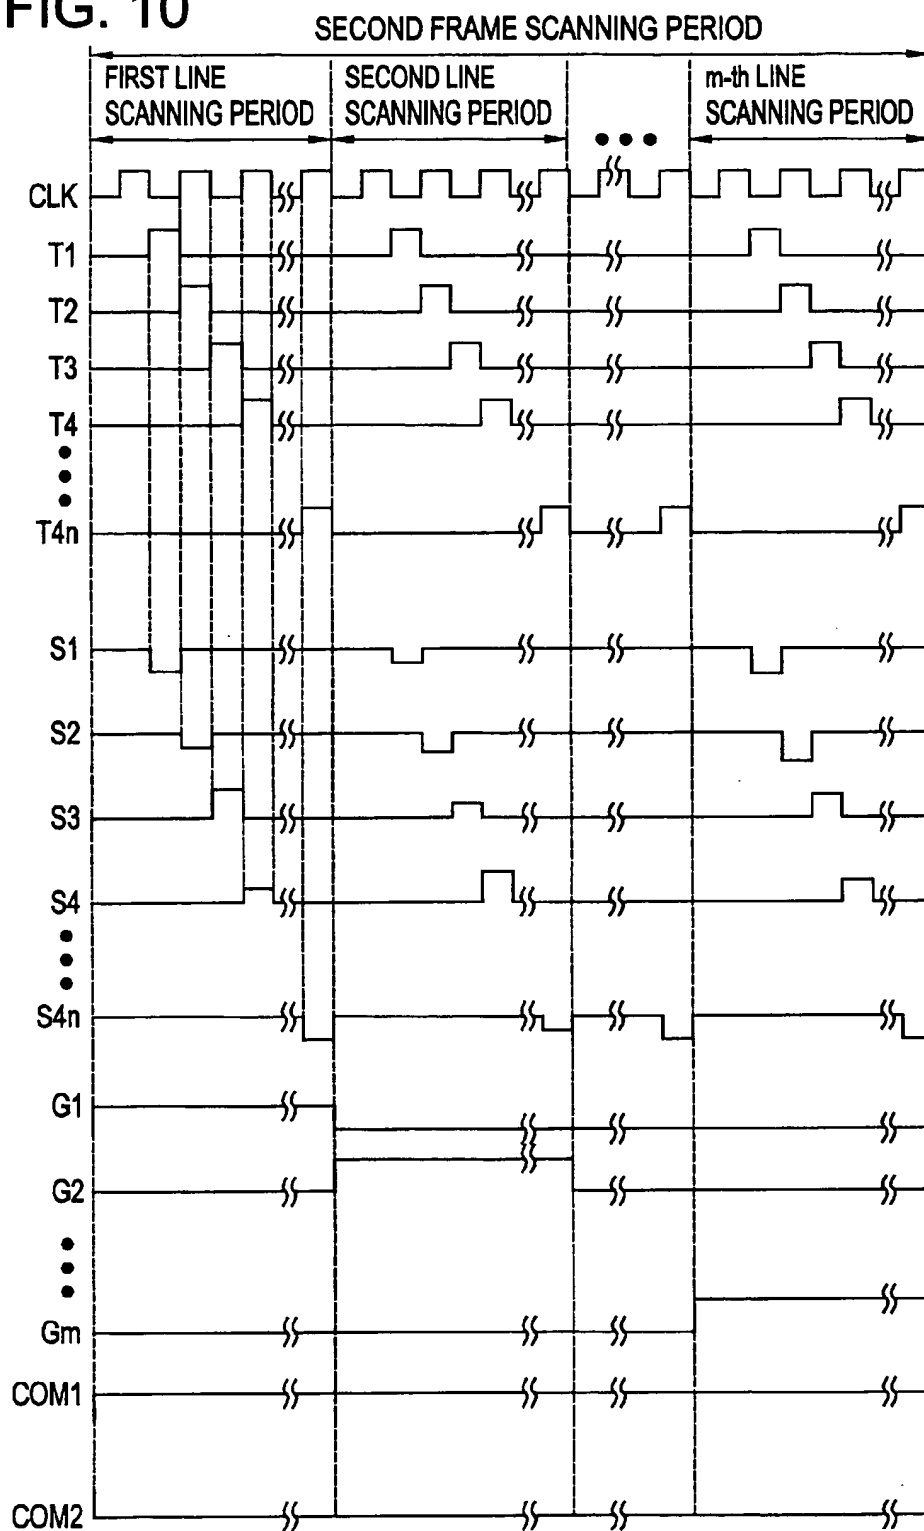 FIG. 10
SECOND FRAME SCANNING PERIOD
FIRST LINE
SCANNING PERIOD
SECOND LINE
SCANNING PERIOD
m-th LINE
SCANNING PERIOD
CLK
T1
T2
T3
T4
T4n
S1
S2
S3
S4
S4n
G1
G2
Gm
COM1
COM2